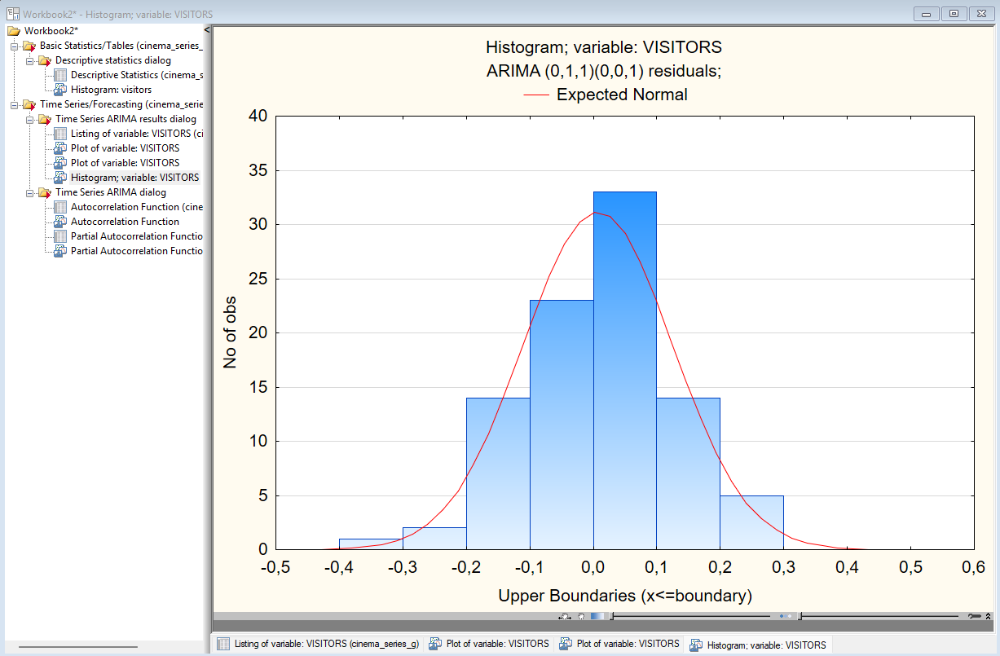 Workbook2* - Histogram; variable: VISITORS
Workbook2*
Basic Statistics/Tables (cinema_series_
Descriptive statistics dialog
Descriptive Statistics (cinema_s
Histogram: visitors
Time Series/Forecasting (cinema_serie
Time Series ARIMA results dialog
Listing of variable: VISITORS (ci
Plot of variable: VISITORS
Plot of variable: VISITORS
Histogram; variable: VISITORS
Time Series ARIMA dialog
Autocorrelation Function (cine
Autocorrelation Function
Partial Autocorrelation Functio
Partial Autocorrelation Functio
<
Histogram; variable: VISITORS
ARIMA (0,1,1)(0,0,1) residuals;
Expected Normal
40
35
30
25
20
15
10
5
0
No of obs
-0,5 -0,4 -0,3 -0,2 -0,1 0,0 0,1 0,2 0,3 0,4 0,5 0,6
Upper Boundaries (x<=boundary)
Listing of variable: VISITORS (cinema_series_g) Plot of variable: VISITORS Plot of variable: VISITORS Histogram; variable: VISITORS